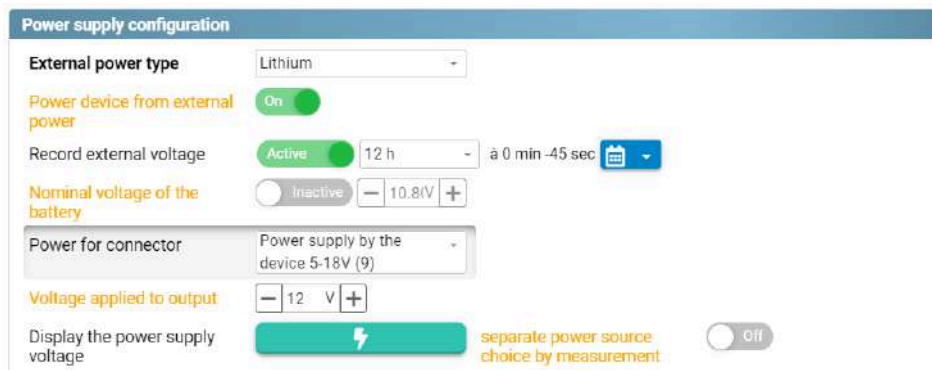 Power supply configuration
External power type Lithium
Power device from external On
power
Record external voltage Active 12 h à 0 min -45 sec
Nominal voltage of the Inactive 10.8(V
battery
Power for connector Power supply by the
device 5-18V (9)
Voltage applied to output 12 V
Display the power supply separate power source Off
voltage choice by measurement